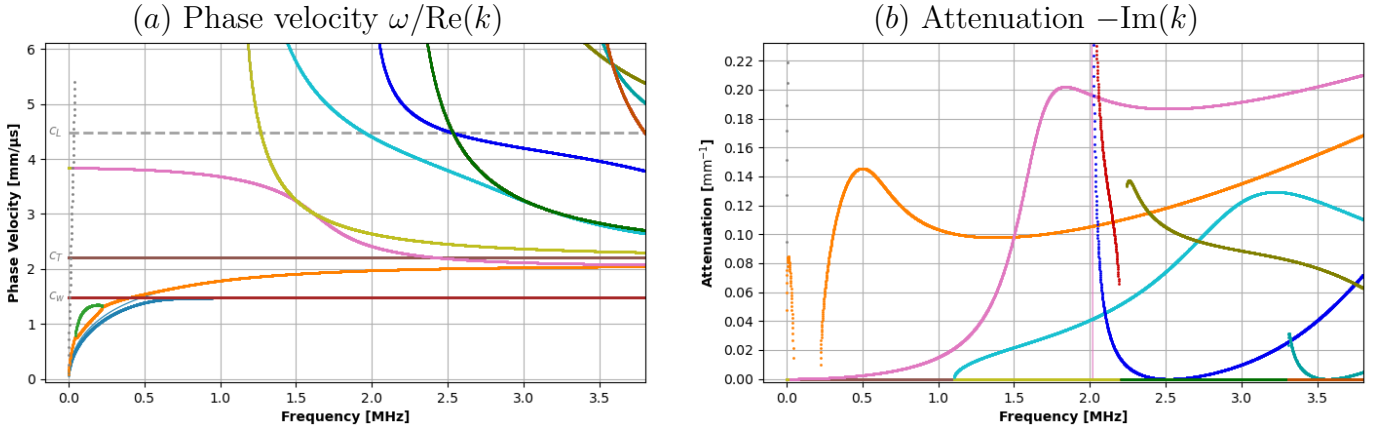 (a) Phase velocity ω/Re(k)
Phase Velocity [mm/μs]
6
5
4
3
2
1
0
c_L
c_T
c_W
0.0 0.5 1.0 1.5 2.0 2.5 3.0 3.5
Frequency [MHz]
(b) Attenuation −Im(k)
Attenuation [mm⁻¹]
0.22
0.20
0.18
0.16
0.14
0.12
0.10
0.08
0.06
0.04
0.02
0.00
0.0 0.5 1.0 1.5 2.0 2.5 3.0 3.5
Frequency [MHz]